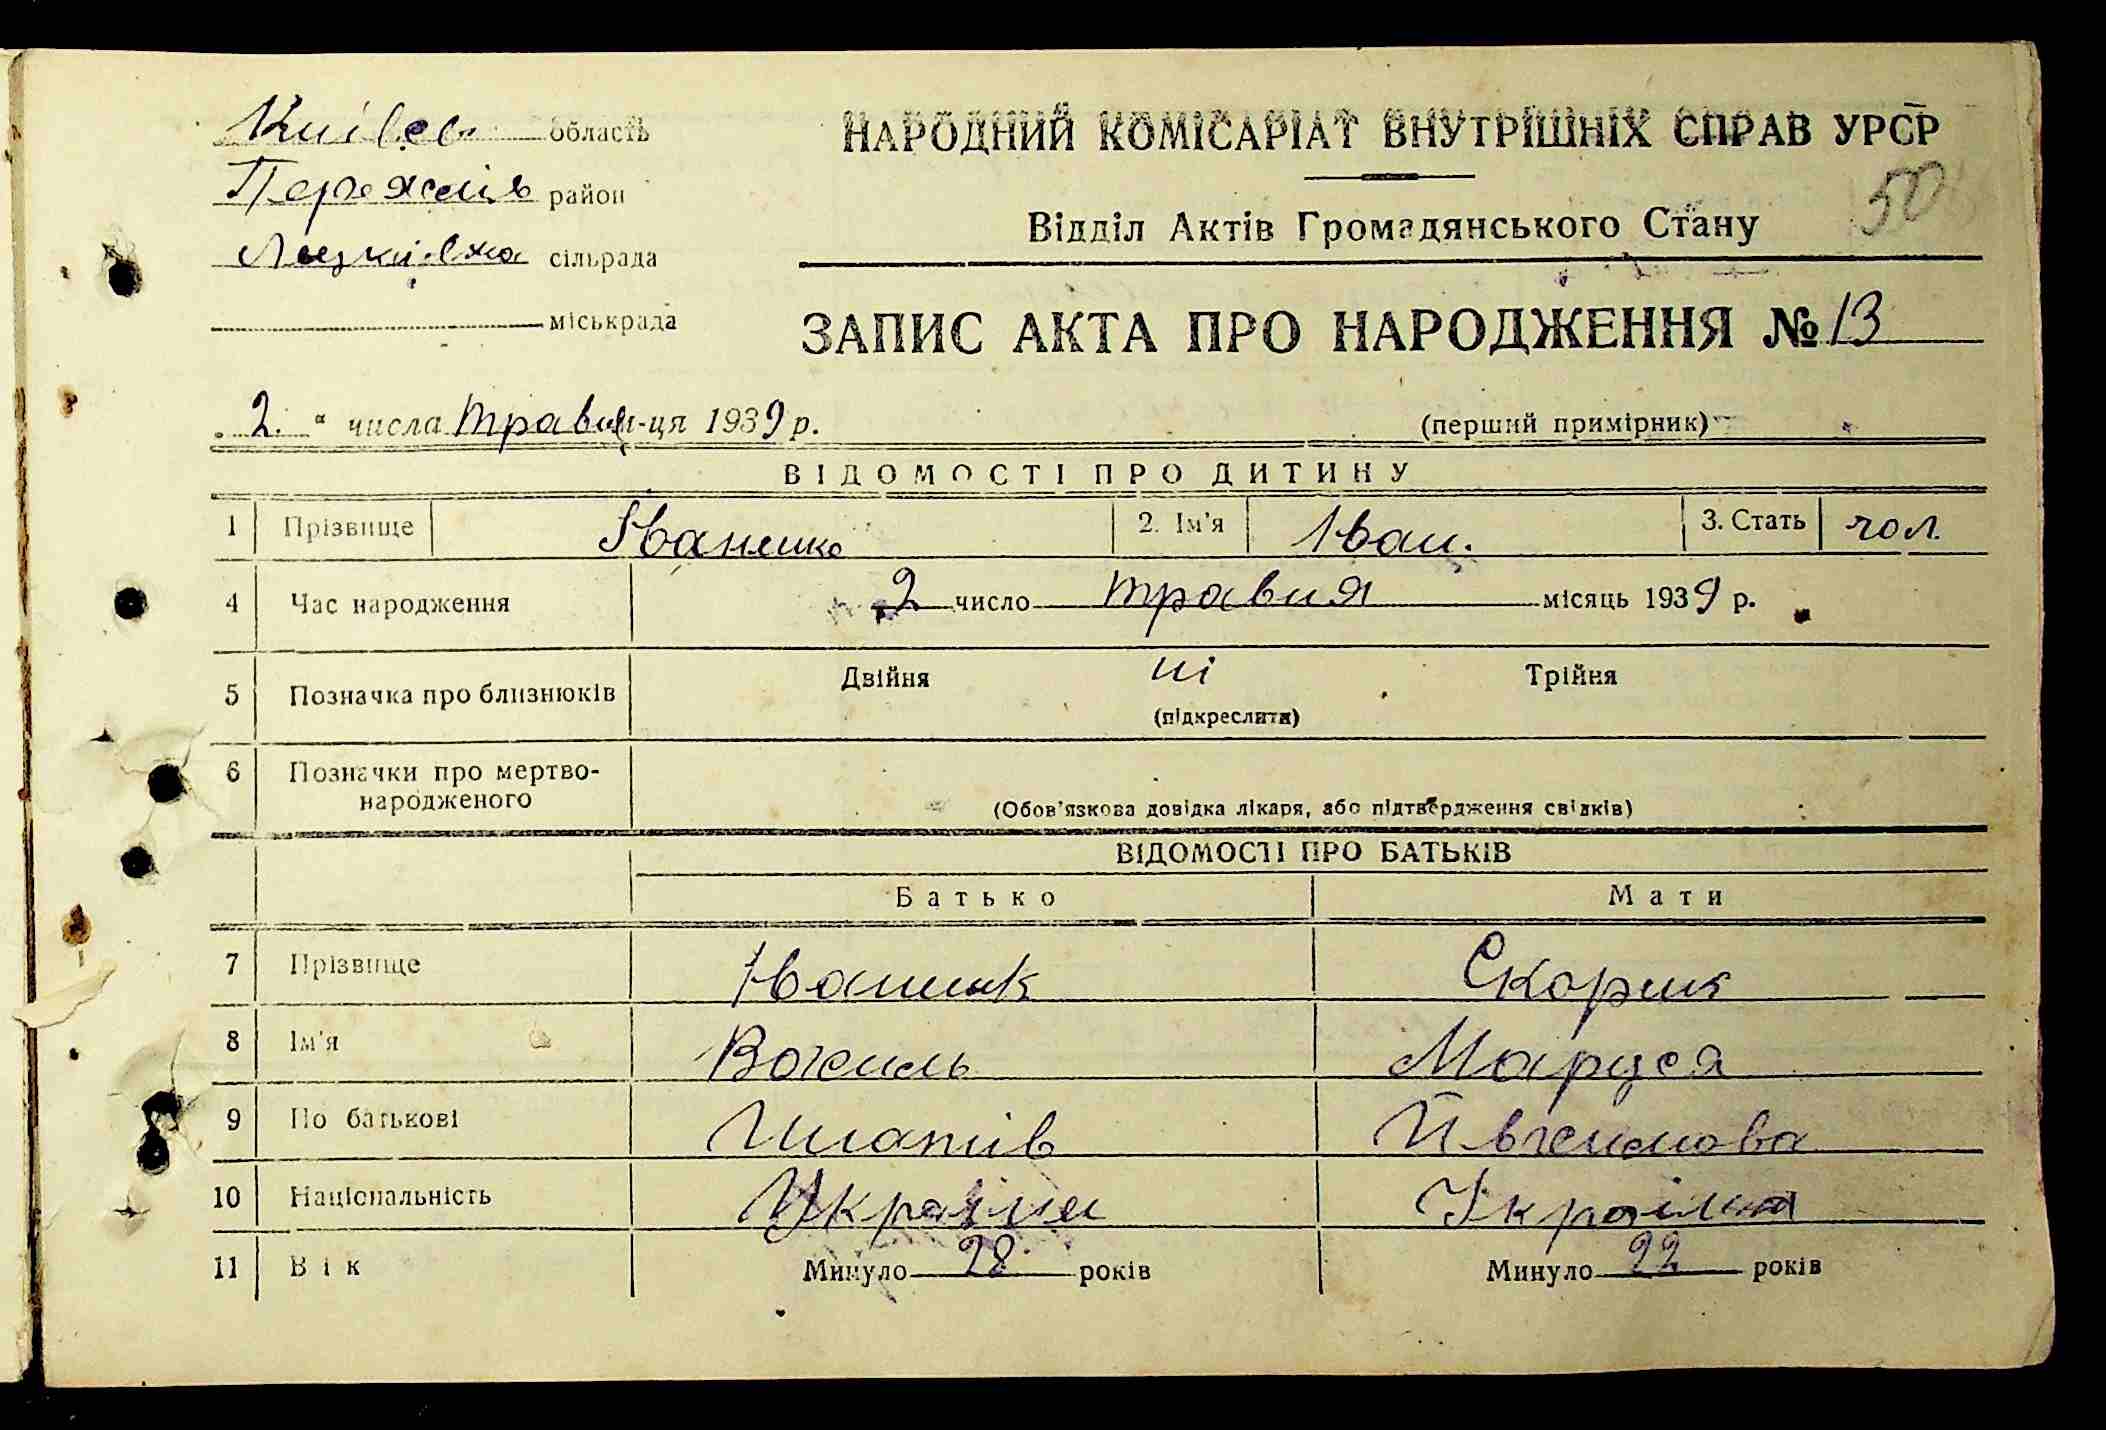 Київсь область
НАРОДНИЙ КОМІСАРІАТ ВНУТРІШНІХ СПРАВ УРСР
район
Відділ Актів Громадянського Стану
50
сільрада
міськрада
ЗАПИС АКТА ПРО НАРОДЖЕННЯ № 13
„2“ числа травня м-ця 1939 р.
(перший примірник)
ВІДОМОСТІ ПРО ДИТИНУ
1 Прізвище Іваненко 2. Ім'я Іван. 3. Стать чол.
4 Час народження 2 число травня місяць 1939 р.
5 Позначка про близнюків Двійня ні Трійня
(підкреслити)
6 Позначки про мертво-
народженого
(Обов'язкова довідка лікаря, або підтвердження свідків)
ВІДОМОСТІ ПРО БАТЬКІВ
Батько Мати
7 Прізвище Скорик
8 Ім'я Василь Маруся
9 По батькові
10 Національність Українец Українка
11 Вік Минуло 28 років Минуло 22 років